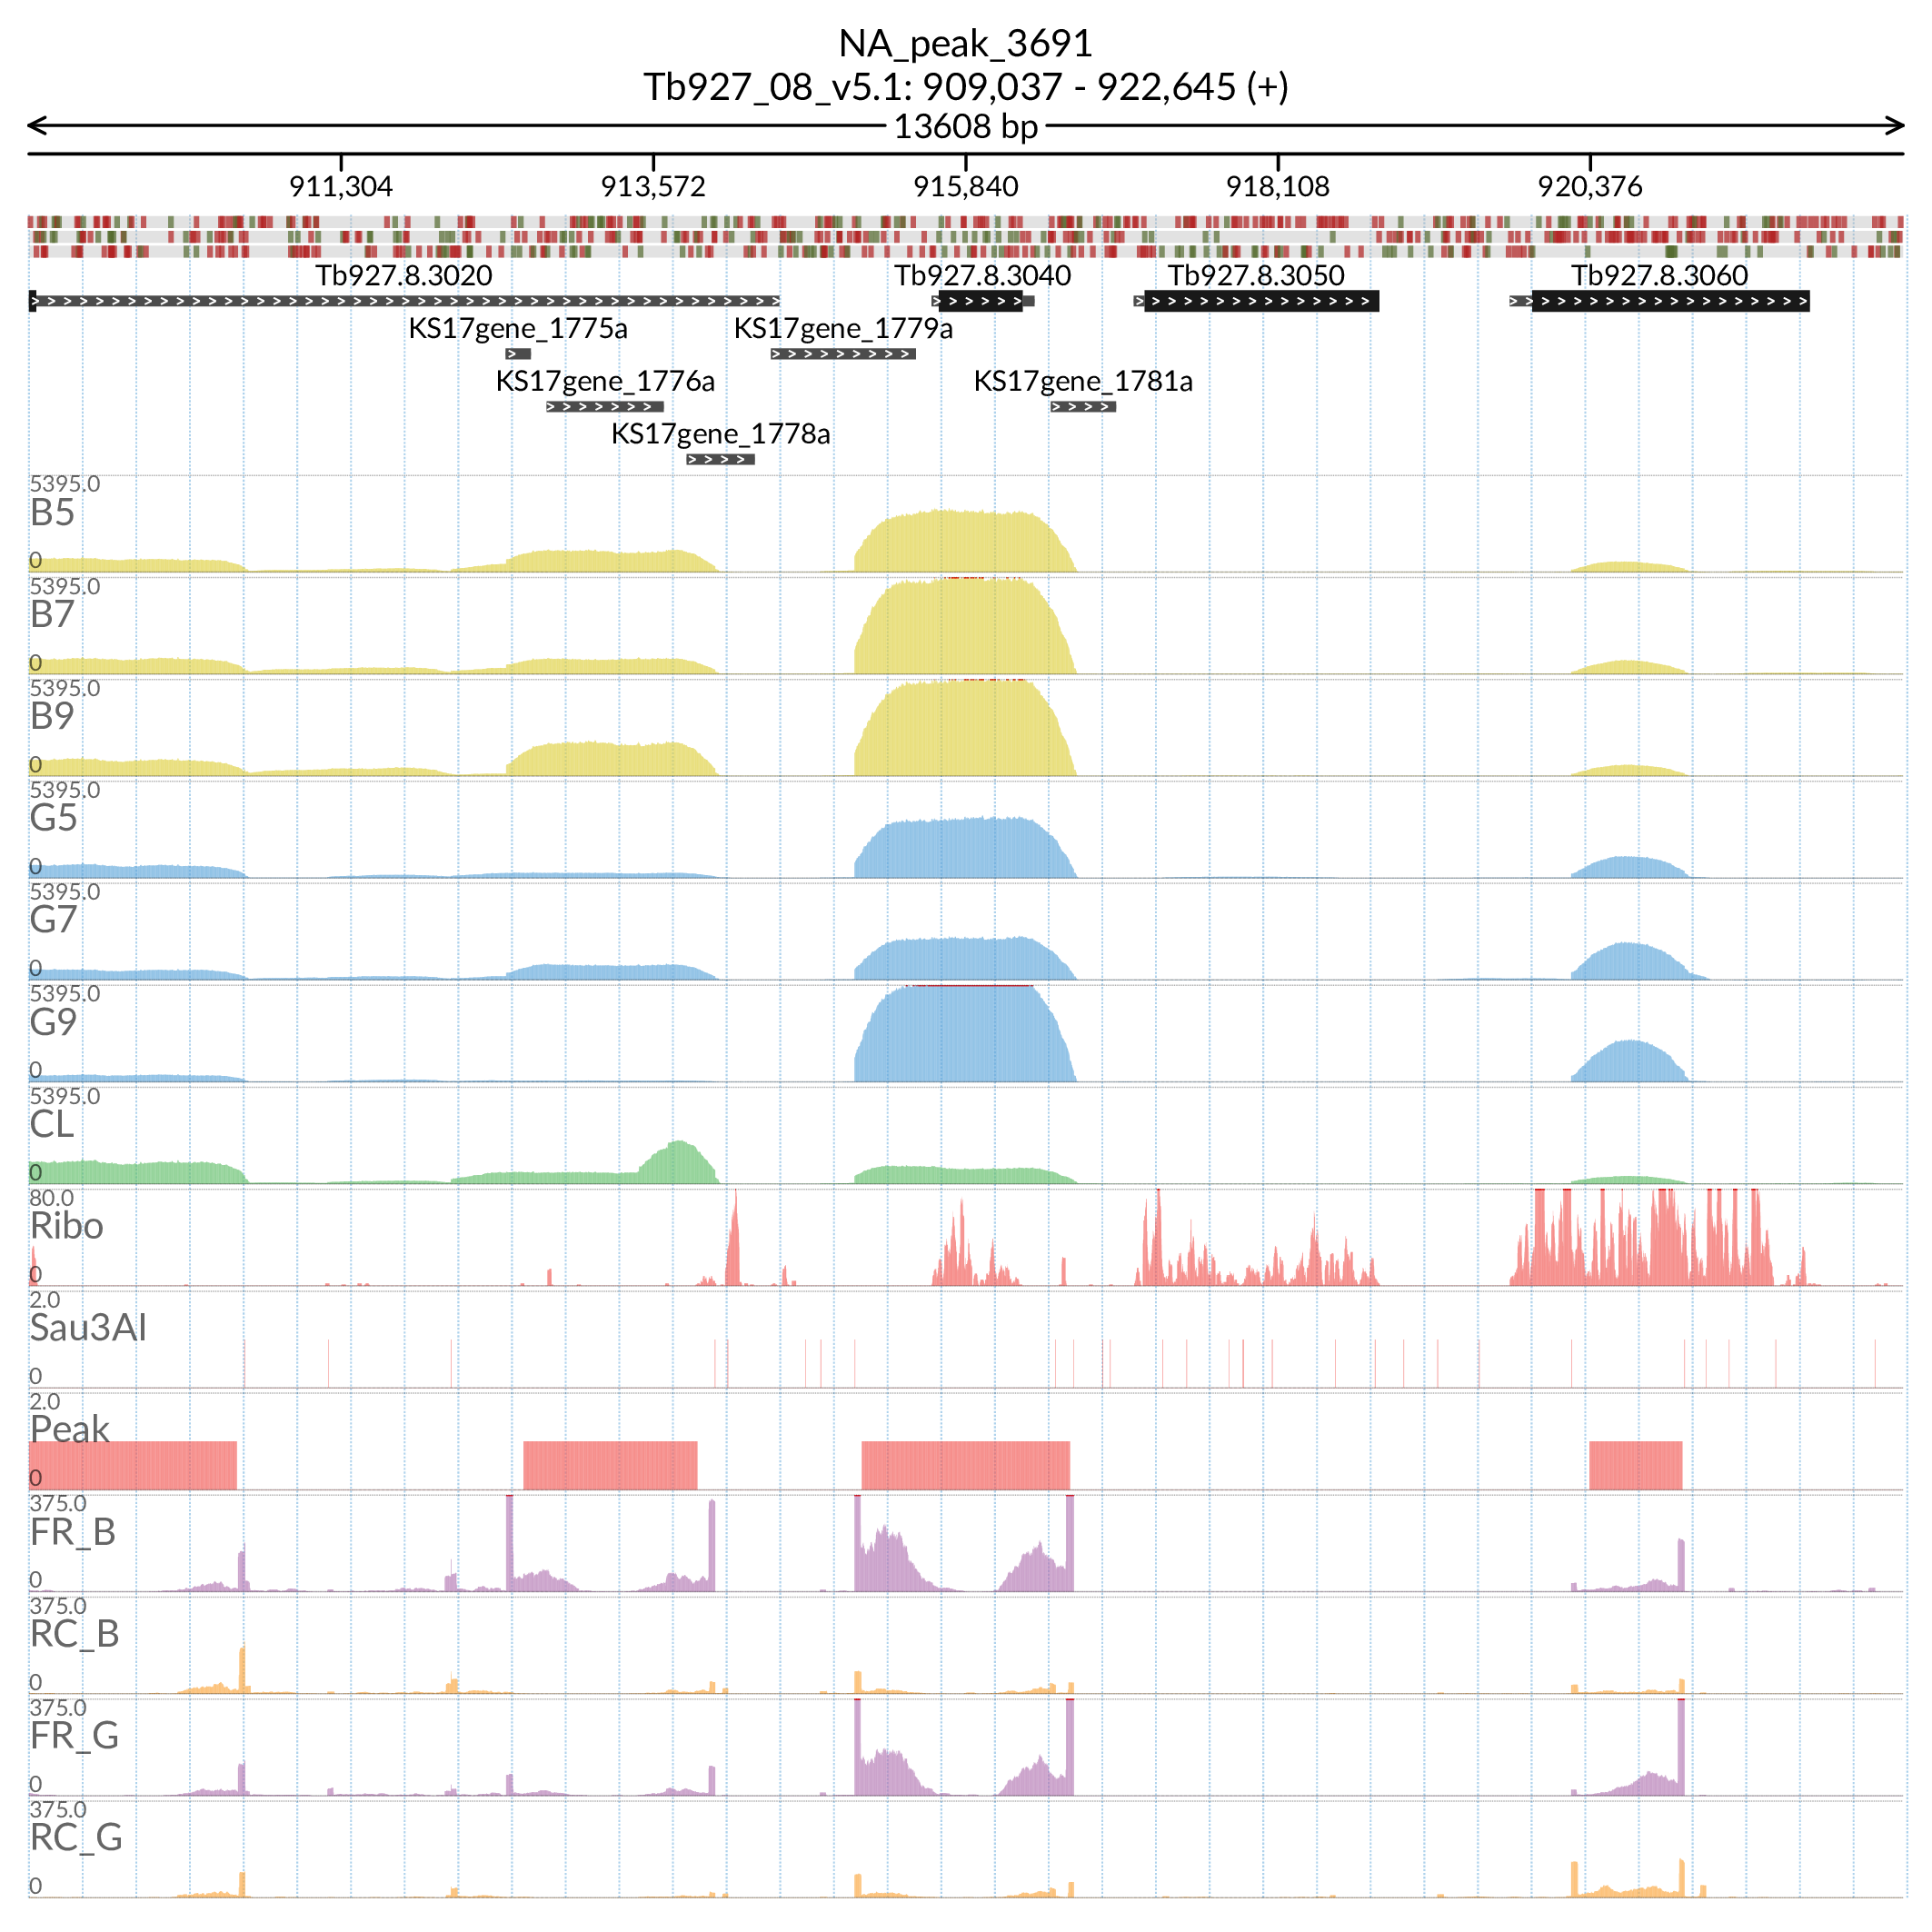 NA_peak_3691
Tb927_08_v5.1: 909,037 - 922,645 (+)
13608 bp
911,304 913,572 915,840 918,108 920,376
Tb927.8.3020 Tb927.8.3040 Tb927.8.3050 Tb927.8.3060
KS17gene_1775a KS17gene_1779a
KS17gene_1776a KS17gene_1781a
KS17gene_1778a
5395.0
B5
0
5395.0
B7
0
5395.0
B9
0
5395.0
G5
0
5395.0
G7
0
5395.0
G9
0
5395.0
CL
0
80.0
Ribo
0
2.0
Sau3AI
0
2.0
Peak
0
375.0
FR_B
0
375.0
RC_B
0
375.0
FR_G
0
375.0
RC_G
0